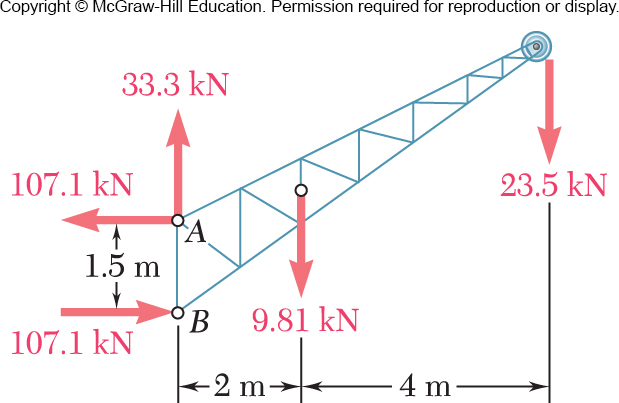 Copyright © McGraw-Hill Education. Permission required for reproduction or display.
33.3 kN
107.1 kN
23.5 kN
A
1.5 m
B
9.81 kN
107.1 kN
2 m
4 m